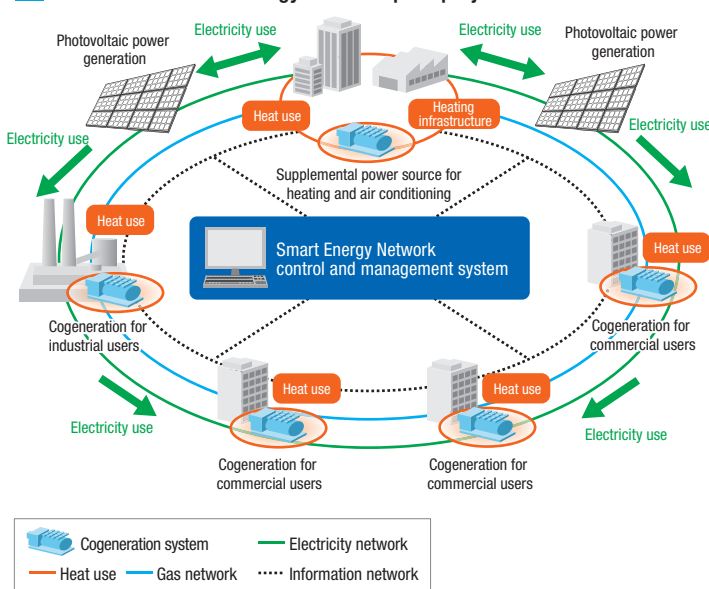 Electricity use
Electricity use
Photovoltaic power
generation
Photovoltaic power
generation
Heat use
Heating
infrastructure
Electricity use
Electricity use
Supplemental power source for
heating and air conditioning
Heat use
Smart Energy Network
control and management system
Heat use
Cogeneration for
industrial users
Cogeneration for
commercial users
Heat use
Heat use
Electricity use
Electricity use
Cogeneration for
commercial users
Cogeneration for
commercial users
Cogeneration system
Electricity network
Heat use
Gas network
Information network